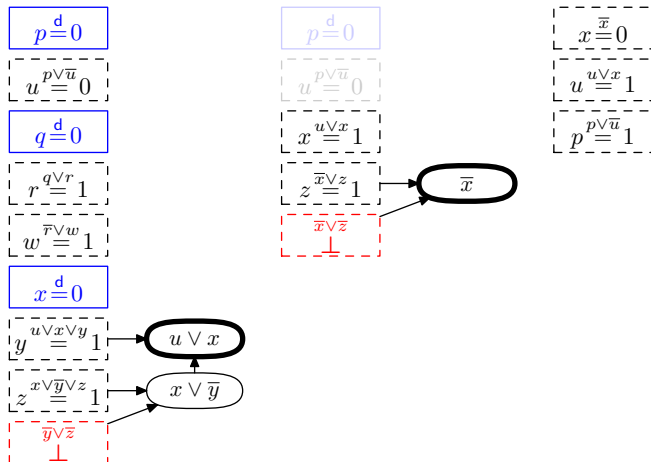 p =ᵈ 0
u =^{p∨u̅} 0
q =ᵈ 0
r =^{q∨r} 1
w =^{r̅∨w} 1
x =ᵈ 0
y =^{u∨x∨y} 1
u ∨ x
z =^{x∨y̅∨z} 1
x ∨ y̅
y̅∨z̅
⊥
p =ᵈ 0
u =^{p∨u̅} 0
x =^{u∨x} 1
z =^{x̅∨z} 1
x̅
x̅∨z̅
⊥
x =^{x̅} 0
u =^{u∨x} 1
p =^{p∨u̅} 1